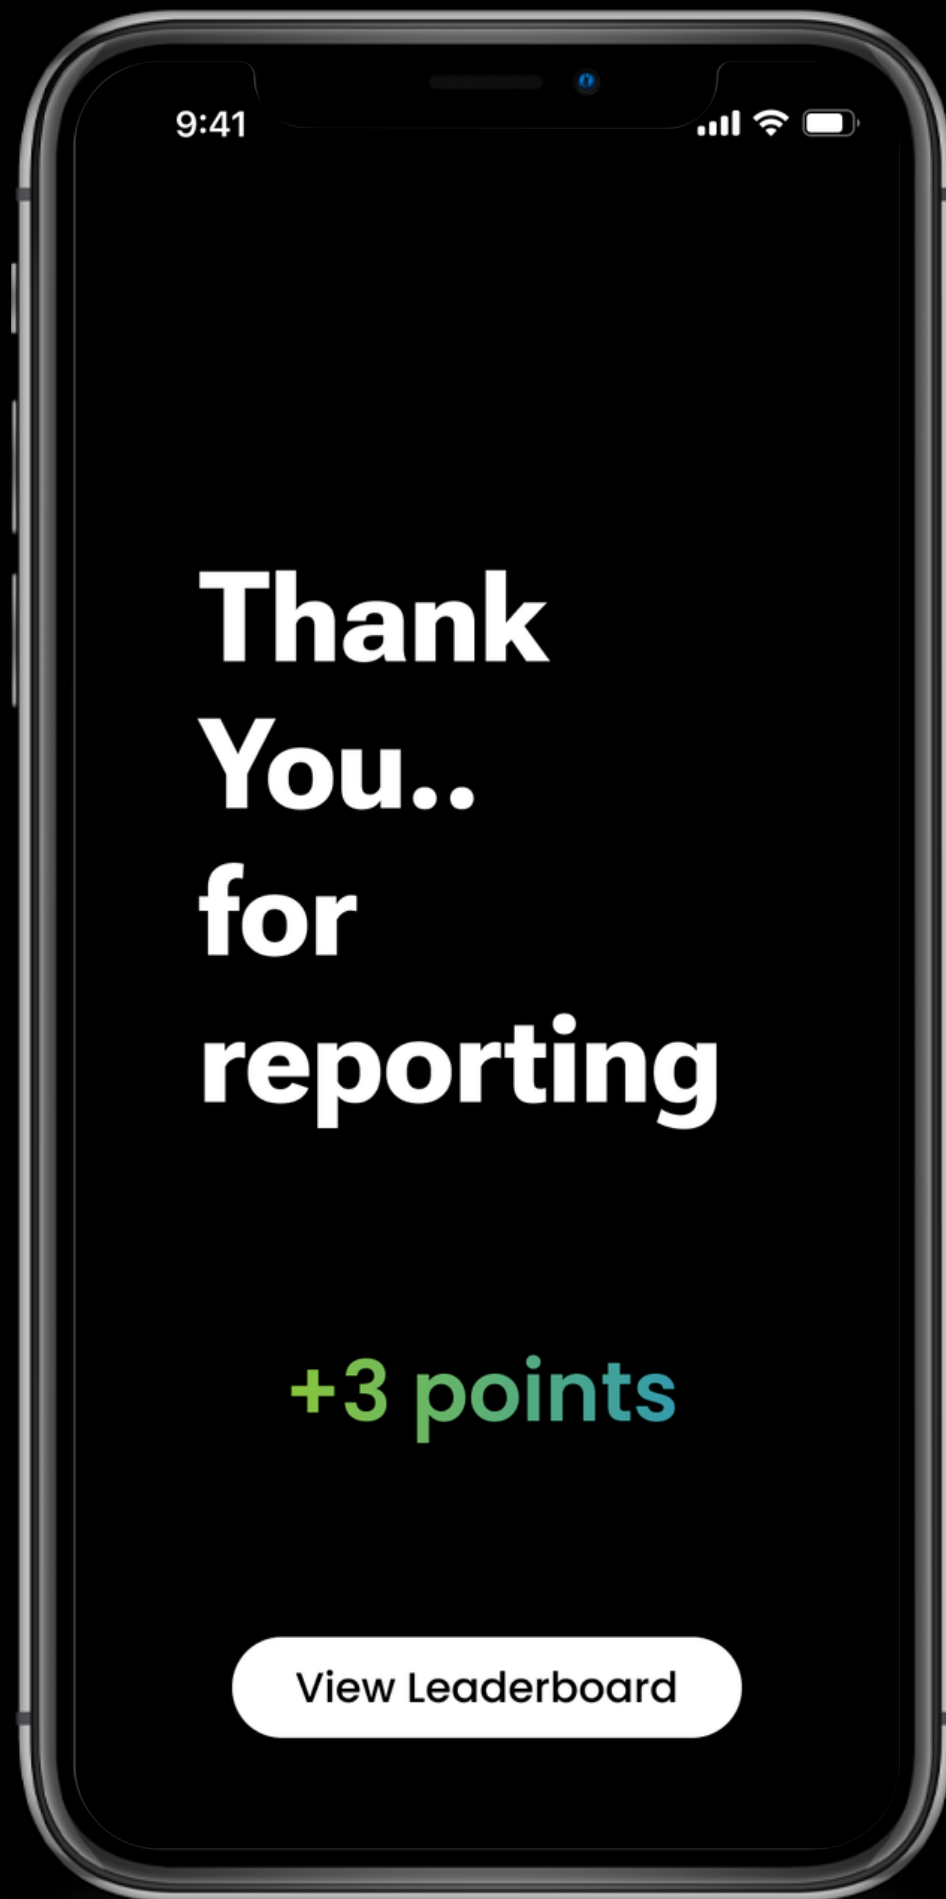 9:41
Thank
You..
for
reporting
+3 points
View Leaderboard